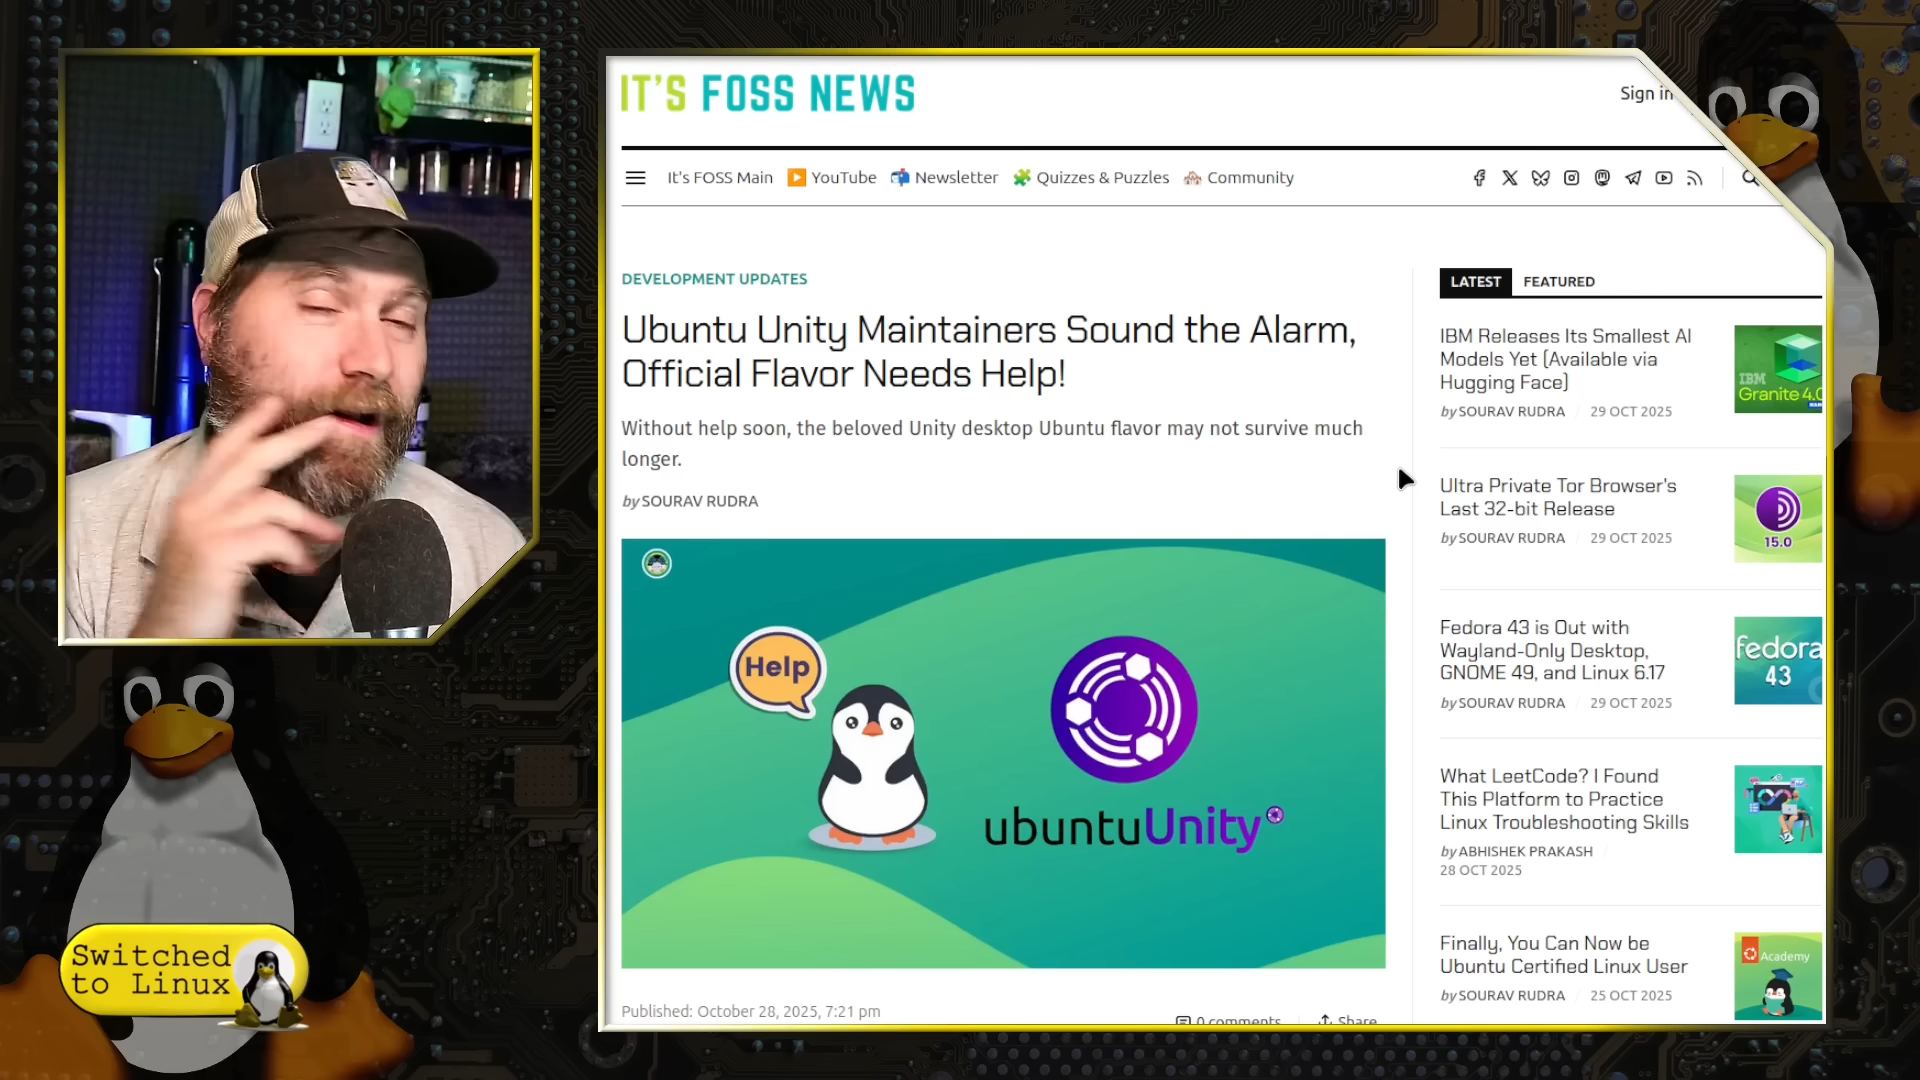 IT'S FOSS NEWS
Sign in
It's FOSS Main
YouTube
Newsletter
Quizzes & Puzzles
Community
DEVELOPMENT UPDATES
Ubuntu Unity Maintainers Sound the Alarm,
Official Flavor Needs Help!
Without help soon, the beloved Unity desktop Ubuntu flavor may not survive much
longer.
by SOURAV RUDRA
Help
ubuntuUnity
Published: October 28, 2025, 7:21 pm
0 comments
Share
LATEST
FEATURED
IBM Releases Its Smallest AI
Models Yet [Available via
Hugging Face]
by SOURAV RUDRA / 29 OCT 2025
IBM
Granite 4.0
Ultra Private Tor Browser's
Last 32-bit Release
by SOURAV RUDRA / 29 OCT 2025
15.0
Fedora 43 is Out with
Wayland-Only Desktop,
GNOME 49, and Linux 6.17
by SOURAV RUDRA / 29 OCT 2025
fedora
43
What LeetCode? I Found
This Platform to Practice
Linux Troubleshooting Skills
by ABHISHEK PRAKASH /
28 OCT 2025
Finally, You Can Now be
Ubuntu Certified Linux User
by SOURAV RUDRA / 25 OCT 2025
Academy
Switched
to Linux